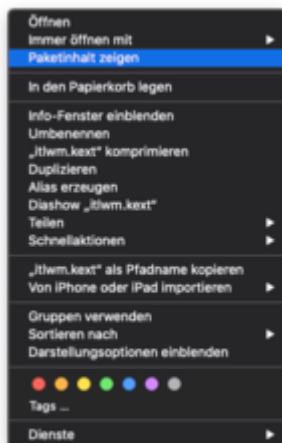 Öffnen
Immer öffnen mit
Paketinhalt zeigen
In den Papierkorb legen
Info-Fenster einblenden
Umbenennen
„itlwm.kext“ komprimieren
Duplizieren
Alias erzeugen
Diashow „itlwm.kext“
Teilen
Schnellaktionen
„itlwm.kext“ als Pfadname kopieren
Von iPhone oder iPad importieren
Gruppen verwenden
Sortieren nach
Darstellungsoptionen einblenden
Tags ...
Dienste